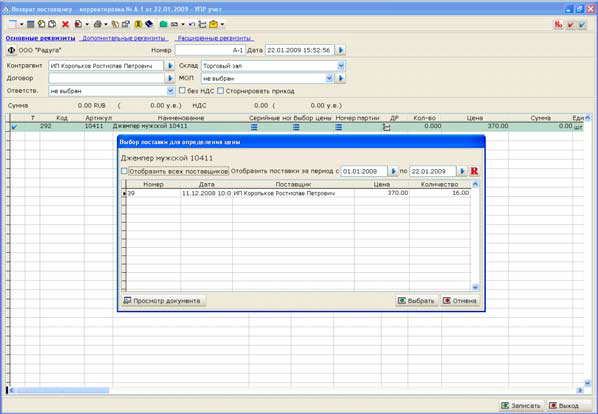 Возврат поставщику - корректировка № А-1 от 22.01.2009 - УПР учет
Основные реквизиты Дополнительные реквизиты Расширенные реквизиты
Ф ООО "Радуга" Номер А-1 Дата 22.01.2009 15:52:56
Контрагент ИП Корольков Ростислав Петрович Склад Торговый зал
Договор МОЛ не выбран
Ответств. не выбран без НДС Сторнировать приход
Сумма 0.00 RUB ( 0.00 у.е.) НДС 0.00 ( 0.00 у.е.)
Т Код Артикул Наименование Серийные ном Выбор цены Номер партии ДР Кол-во Цена Сумма Един
292 10411 Джемпер мужской 10411 0.000 370.00 0.00 шт
Выбор поставки для определения цены
Джемпер мужской 10411
Отобразить всех поставщиков Отобразить поставки за период с 01.01.2008 по 22.01.2009 R
Номер Дата Поставщик Цена Количество
39 11.12.2008 10:0 ИП Корольков Ростислав Петрович 370.00 16.00
Просмотр документа Выбрать Отмена
Записать Выход